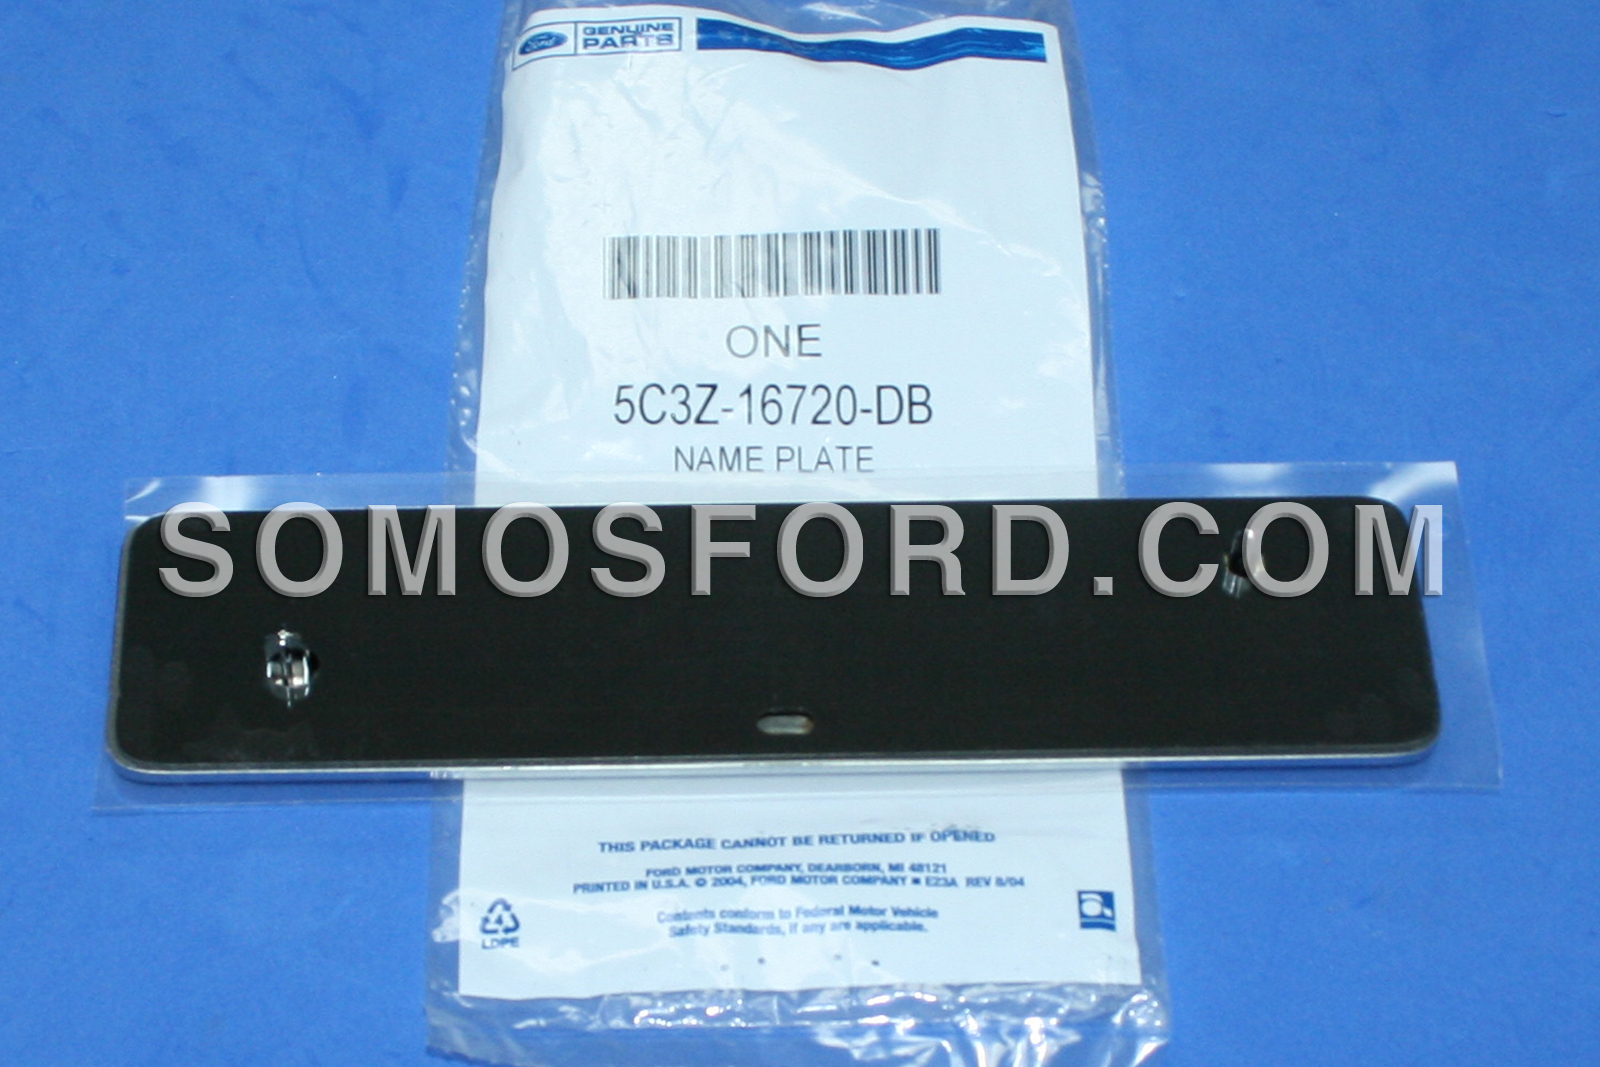 Ford
GENUINE
PARTS
ONE
5C3Z-16720-DB
NAME PLATE
SOMOSFORD.COM
THIS PACKAGE CANNOT BE RETURNED IF OPENED
FORD MOTOR COMPANY, DEARBORN, MI 48121
PRINTED IN U.S.A. © 2004, FORD MOTOR COMPANY ■ E23A REV 8/04
Contents conform to Federal Motor Vehicle
Safety Standards, if any are applicable.
4
LDPE
a.